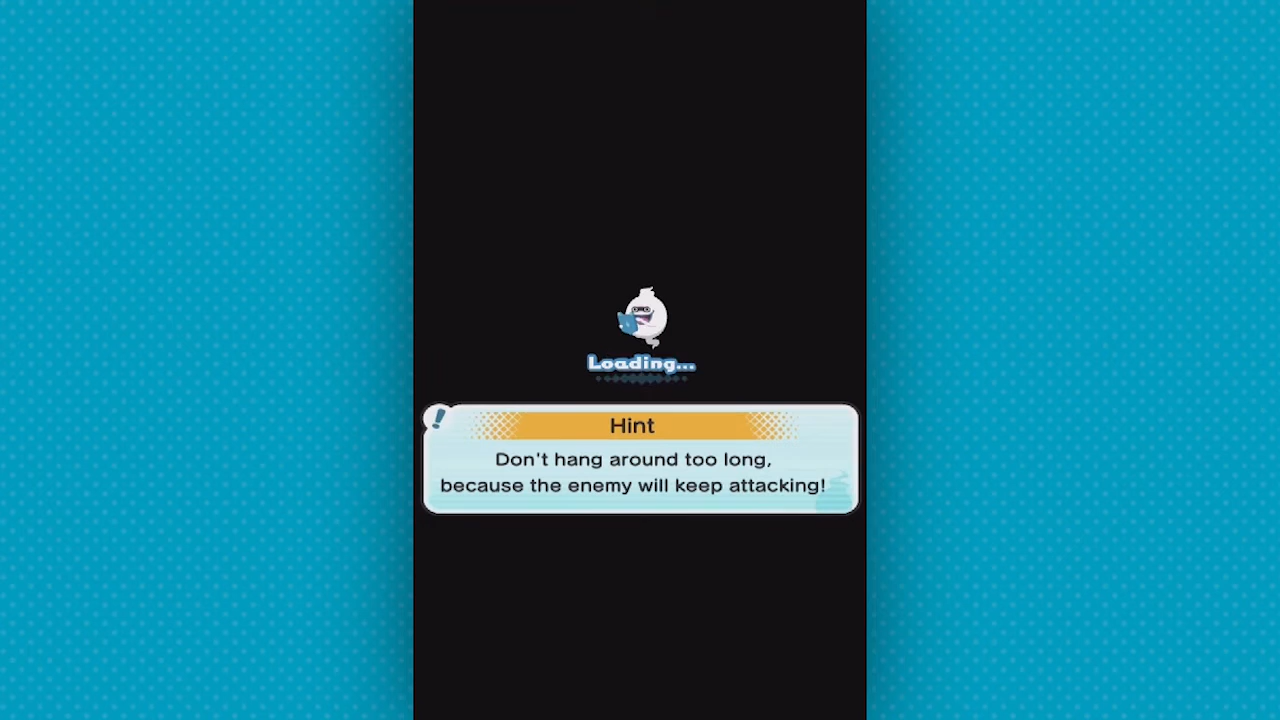 Loading...
Hint
Don't hang around too long,
because the enemy will keep attacking!